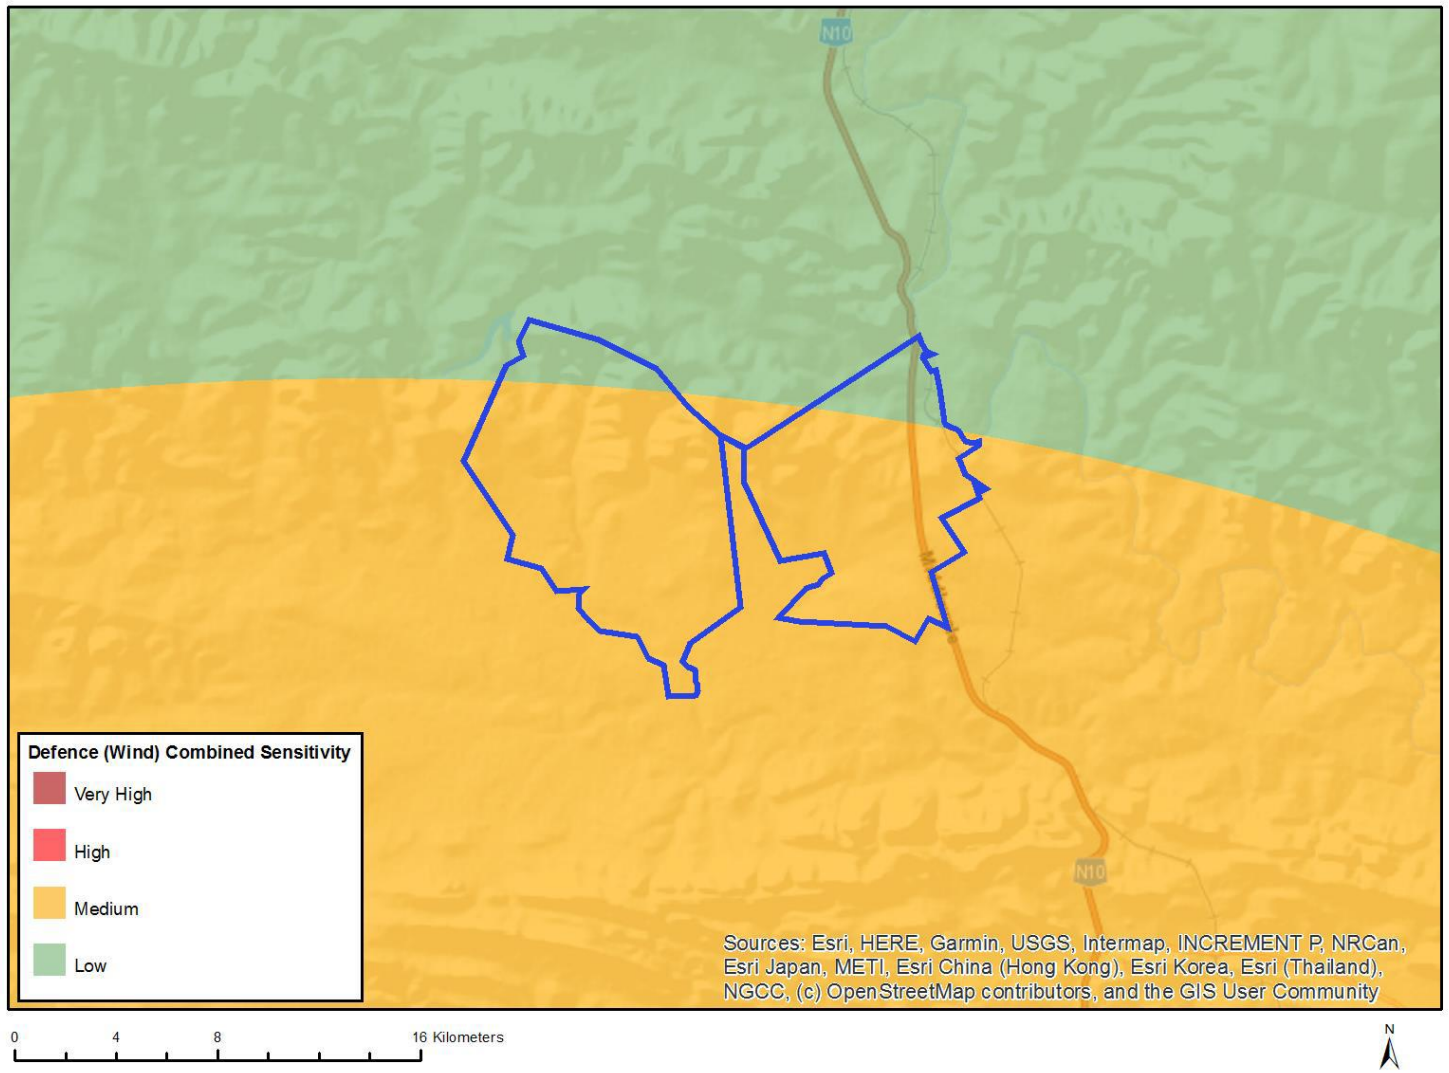 N10
N10
Defence (Wind) Combined Sensitivity
Very High
High
Medium
Low
Sources: Esri, HERE, Garmin, USGS, Intermap, INCREMENT P, NRCan,
Esri Japan, METI, Esri China (Hong Kong), Esri Korea, Esri (Thailand),
NGCC, (c) OpenStreetMap contributors, and the GIS User Community
0 4 8 16 Kilometers
N